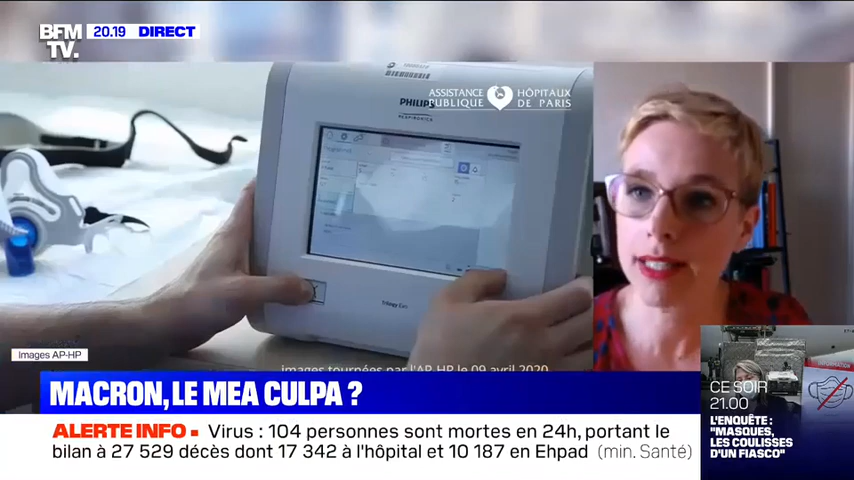 BFM
TV.
20.19 DIRECT
ASSISTANCE HÔPITAUX
PUBLIQUE DE PARIS
PHILIPS
RESPIRONICS
Trilogy Evo
Images AP-HP
images tournées par l'AP-HP le 09 avril 2020
MACRON, LE MEA CULPA ?
ALERTE INFO Virus : 104 personnes sont mortes en 24h, portant le
bilan à 27 529 décès dont 17 342 à l'hôpital et 10 187 en Ehpad (min. Santé)
CE SOIR
21.00
L'ENQUÊTE :
"MASQUES,
LES COULISSES
D'UN FIASCO"
INFORMATION